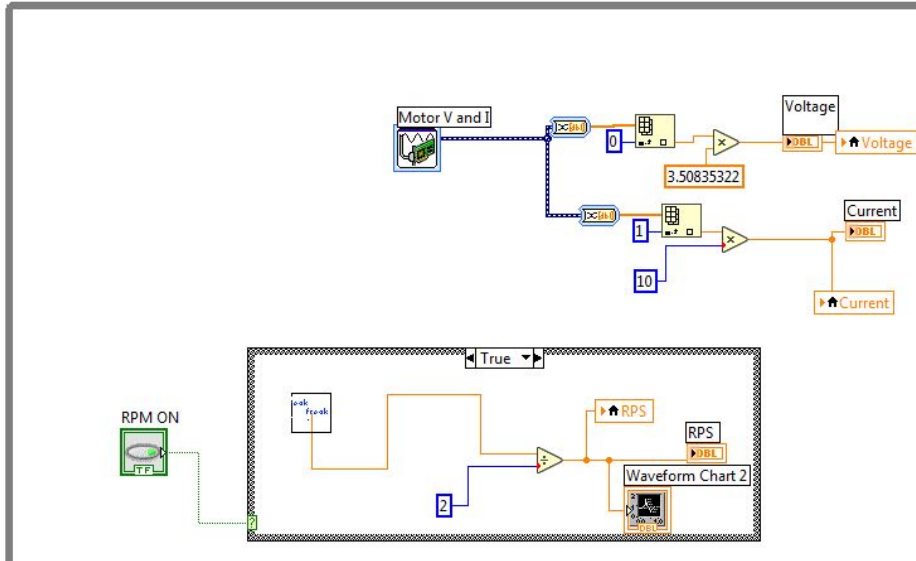 Motor V and I
0
3.50835322
Voltage
DBL
Voltage
1
10
Current
DBL
Current
True
RPM ON
TF
?
2
RPS
RPS
DBL
Waveform Chart 2
DBL